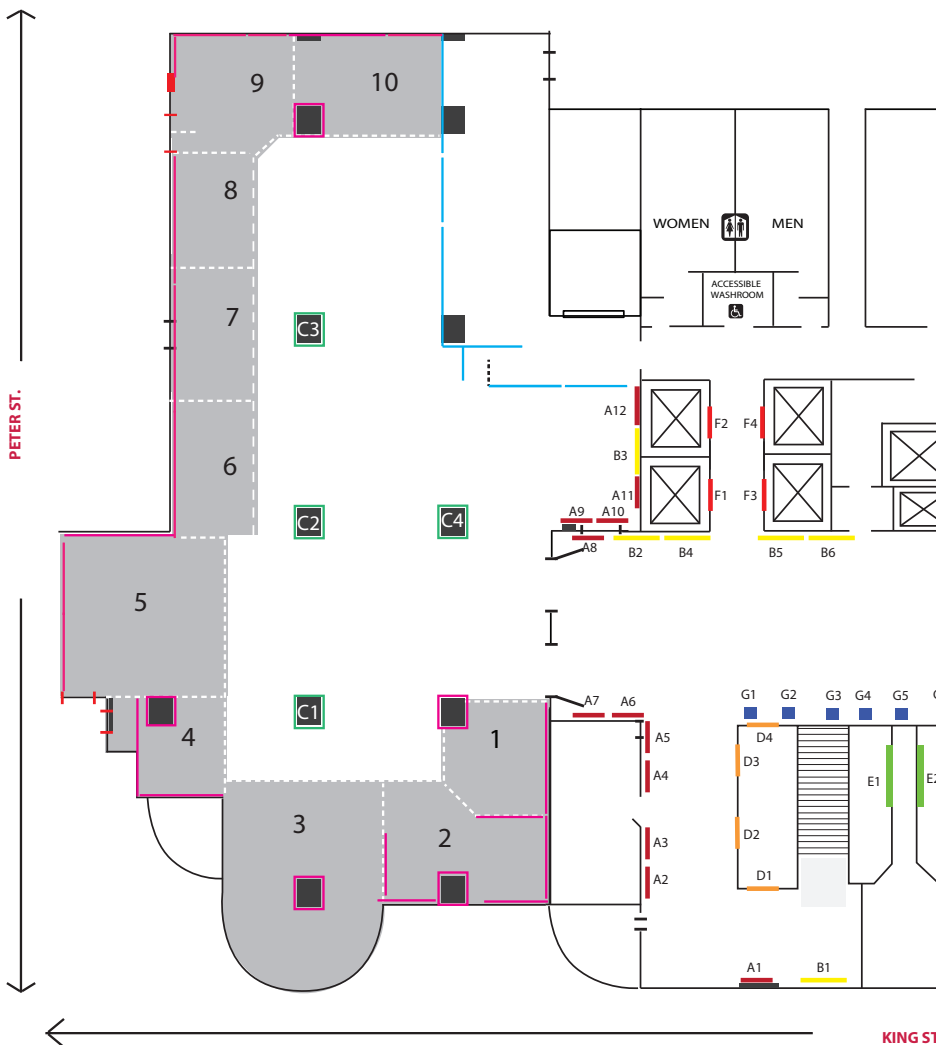 9
10
8
WOMEN
MEN
ACCESSIBLE
WASHROOM
7
C3
PETER ST.
A12
F2
F4
B3
6
A11
F1
F3
C2
C4
A9
A10
A8
B2
B4
B5
B6
5
G1
G2
G3
G4
G5
G
A7
A6
C1
4
1
A5
D4
D3
A4
E1
E2
3
2
A3
D2
A2
D1
A1
B1
KING ST